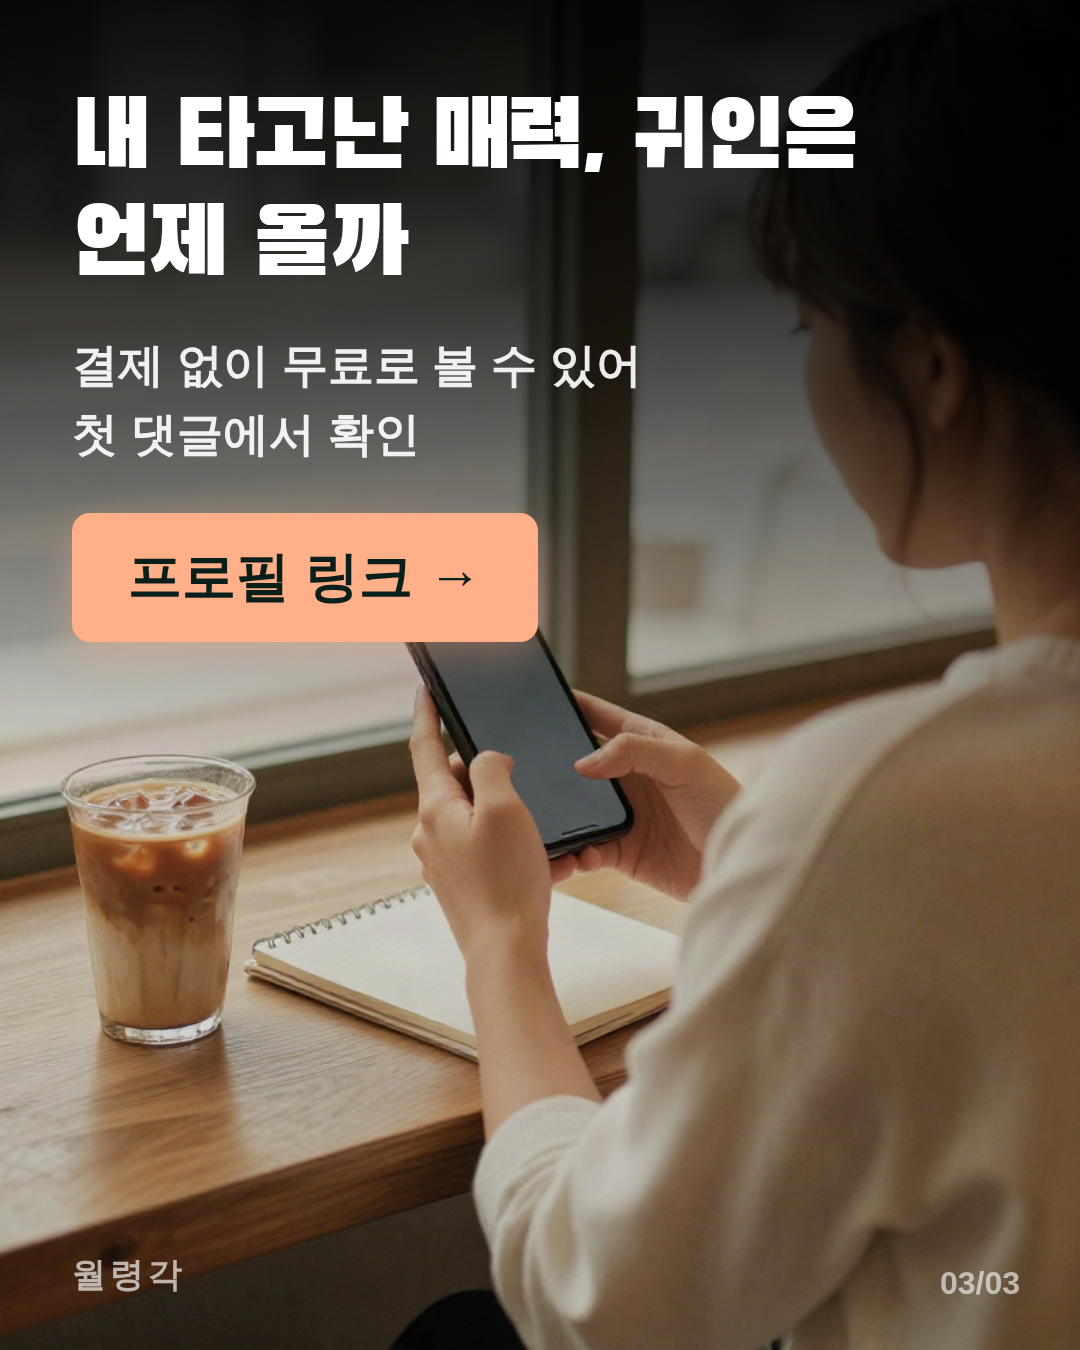 내 타고난 매력, 귀인은
언제 올까
결제 없이 무료로 볼 수 있어
첫 댓글에서 확인
프로필 링크 →
월령각
03/03